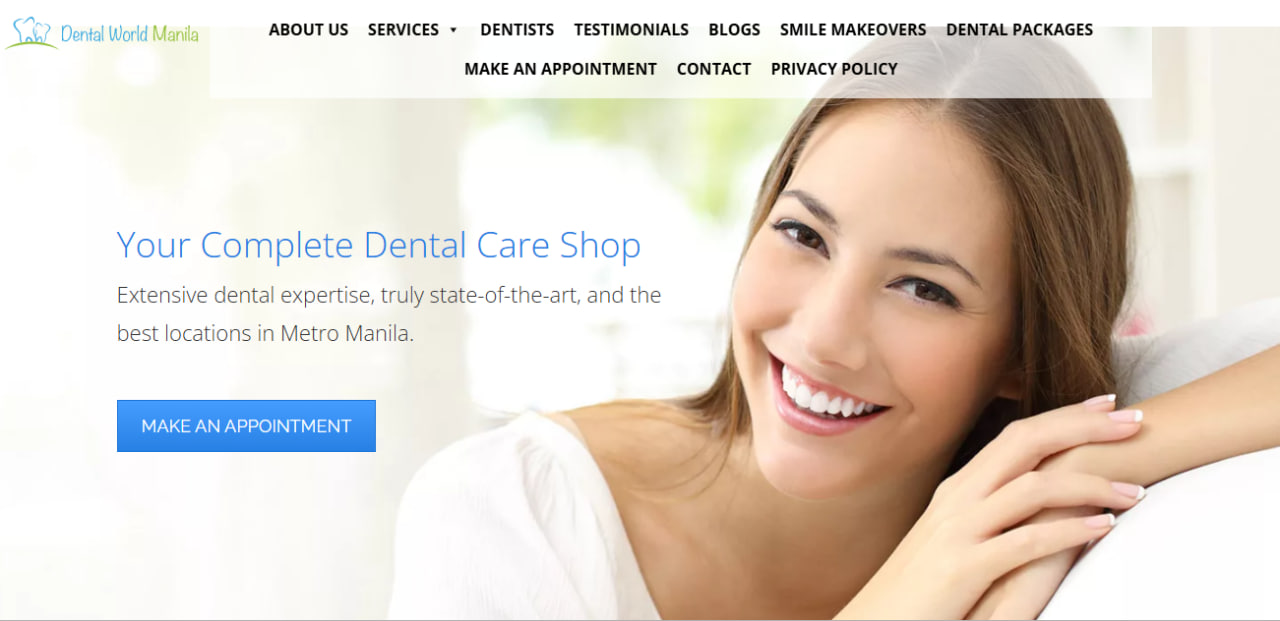 Dental World Manila
ABOUT US SERVICES DENTISTS TESTIMONIALS BLOGS SMILE MAKEOVERS DENTAL PACKAGES
MAKE AN APPOINTMENT CONTACT PRIVACY POLICY
Your Complete Dental Care Shop
Extensive dental expertise, truly state-of-the-art, and the
best locations in Metro Manila.
MAKE AN APPOINTMENT